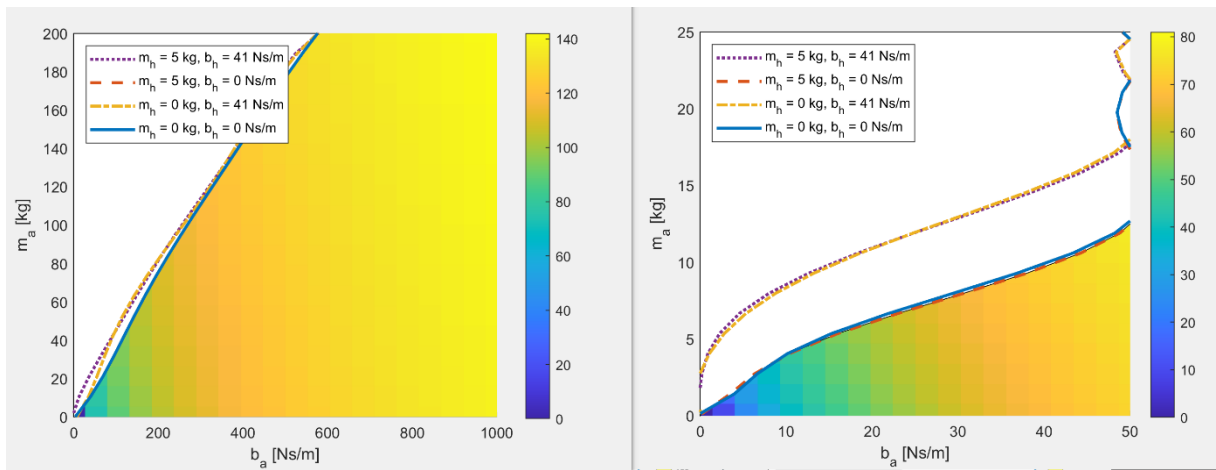 200
180
160
140
120
100
80
60
40
20
0
m_a [kg]
m_h = 5 kg, b_h = 41 Ns/m
m_h = 5 kg, b_h = 0 Ns/m
m_h = 0 kg, b_h = 41 Ns/m
m_h = 0 kg, b_h = 0 Ns/m
0 200 400 600 800 1000
b_a [Ns/m]
140
120
100
80
60
40
20
0
25
20
15
10
5
0
m_a [kg]
m_h = 5 kg, b_h = 41 Ns/m
m_h = 5 kg, b_h = 0 Ns/m
m_h = 0 kg, b_h = 41 Ns/m
m_h = 0 kg, b_h = 0 Ns/m
0 10 20 30 40 50
b_a [Ns/m]
80
70
60
50
40
30
20
10
0